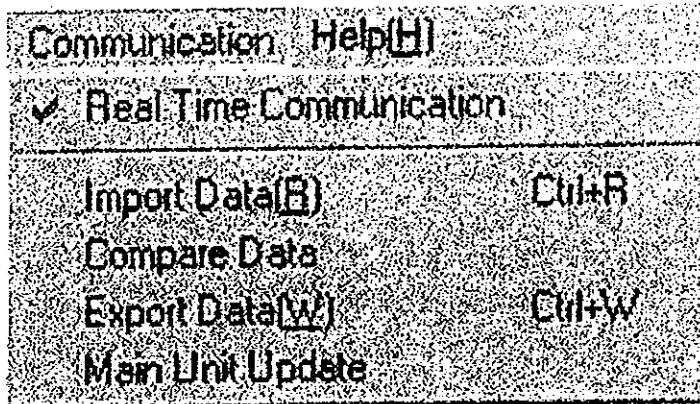 Communication Help(H)
✓ Real Time Communication
Import Data(R) Ctrl+R
Compare Data
Export Data(W) Ctrl+W
Main Unit Update